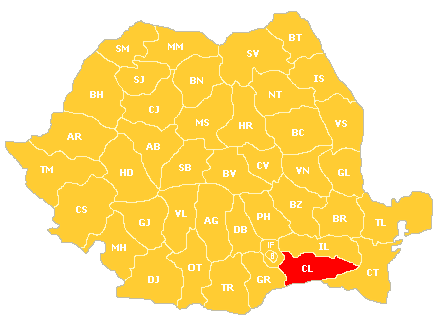 BT
SM
MM
SV
SJ
BN
IS
BH
NT
CJ
MS
HR
BC
VS
AR
AB
TM
HD
SB
BV
CV
VN
GL
CS
GJ
VL
AG
DB
PH
BZ
BR
TL
MH
IF
IL
DJ
OT
TR
GR
CL
CT